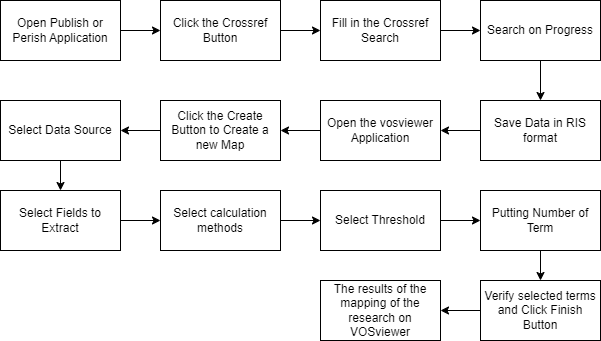 Open Publish or
Perish Application
Click the Crossref
Button
Fill in the Crossref
Search
Search on Progress
Save Data in RIS
format
Open the vosviewer
Application
Click the Create
Button to Create a
new Map
Select Data Source
Select Fields to
Extract
Select calculation
methods
Select Threshold
Putting Number of
Term
Verify selected terms
and Click Finish
Button
The results of the
mapping of the
research on
VOSviewer